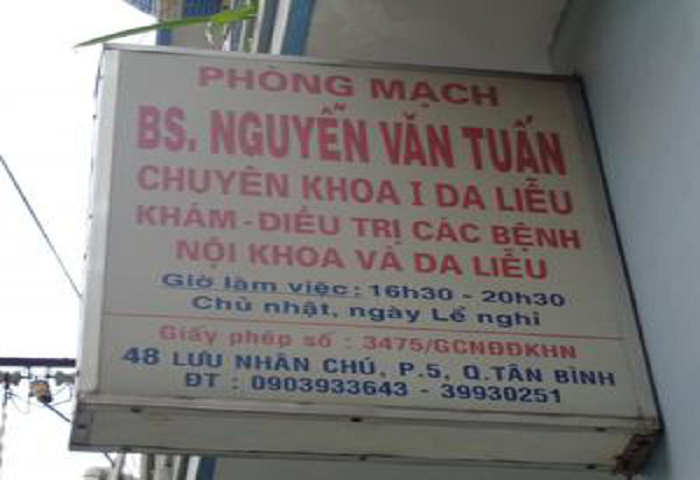 PHÒNG MẠCH
BS. NGUYỄN VĂN TUẤN
CHUYÊN KHOA I DA LIỄU
KHÁM - ĐIỀU TRỊ CÁC BỆNH
NỘI KHOA VÀ DA LIỄU
Giờ làm việc : 16h30 - 20h30
Chủ nhật, ngày Lễ nghỉ
Giấy phép số : 3475/GCNĐĐKHN
48 LƯU NHÂN CHÚ, P.5, Q.TÂN BÌNH
ĐT : 0903933643 - 39930251